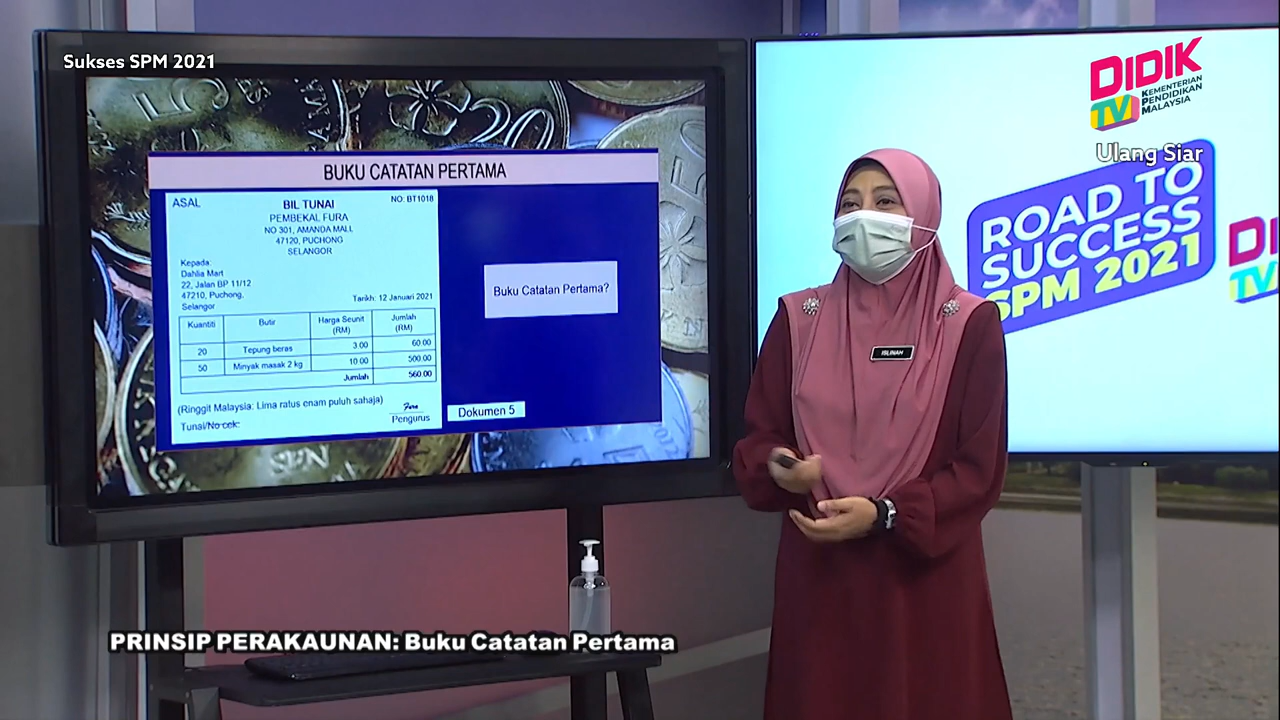 Sukses SPM 2021
BUKU CATATAN PERTAMA
ASAL
BIL TUNAI
NO: BT1018
PEMBEKAL FURA
NO 301, AMANDA MALL
47120, PUCHONG
SELANGOR
Kepada:
Dahlia Mart
22, Jalan BP 11/12
47210, Puchong,
Selangor
Tarikh: 12 Januari 2021
Kuantiti Butir Harga Seunit (RM) Jumlah (RM)
20 Tepung beras 3.00 60.00
50 Minyak masak 2 kg 10.00 500.00
Jumlah 560.00
(Ringgit Malaysia: Lima ratus enam puluh sahaja)
Fura
Tunai/No cek:
Pengurus
Buku Catatan Pertama?
Dokumen 5
DIDIK
TV
KEMENTERIAN
PENDIDIKAN
MALAYSIA
Ulang Siar
ROAD TO
SUCCESS
SPM 2021
DIDIK
TV
ISLINAH
PRINSIP PERAKAUNAN: Buku Catatan Pertama